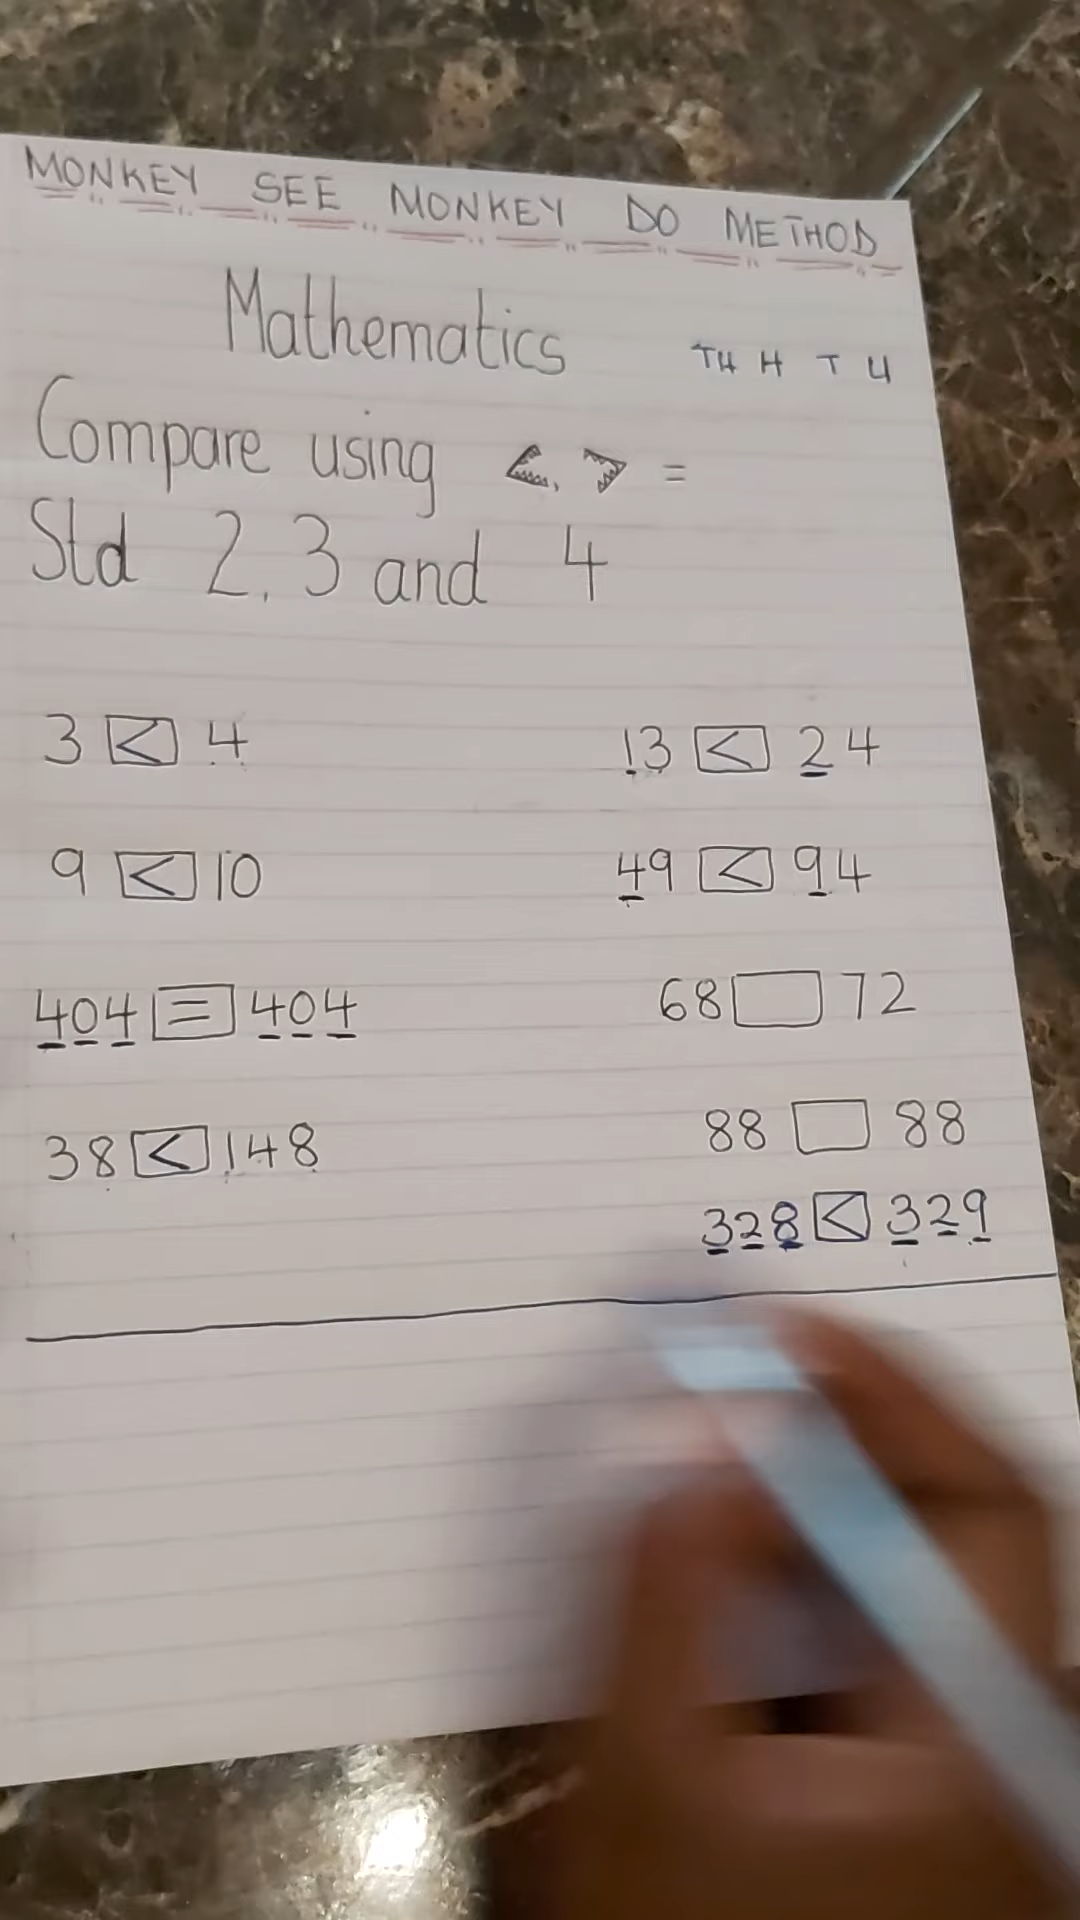 MONKEY SEE MONKEY DO METHOD
Mathematics
TH H T U
Compare using <, > =
Std 2, 3 and 4
3 < 4
13 < 24
9 < 10
49 < 94
404 = 404
68 72
38 < 148
88 88
328 < 329